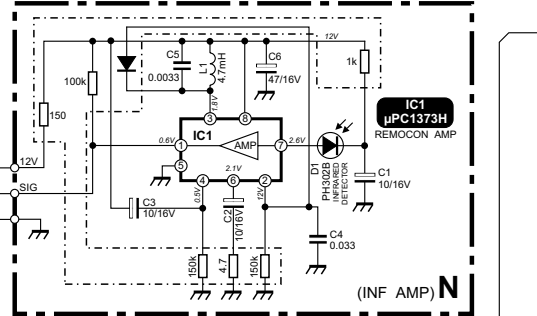 C5
0.0033
L1
4.7mH
C6
47/16V
12V
1k
100k
150
1.8V
3
8
IC1
µPC1373H
REMOCON AMP
IC1
AMP
0.6V
1
7
2.6V
5
12V
SIG
4
6
2
0.5V
2.1V
12V
D1
PH302B
INFRARED
DETECTOR
C1
10/16V
C3
10/16V
C2
10/16V
C4
0.033
150k
4.7
150k
(INF AMP) N